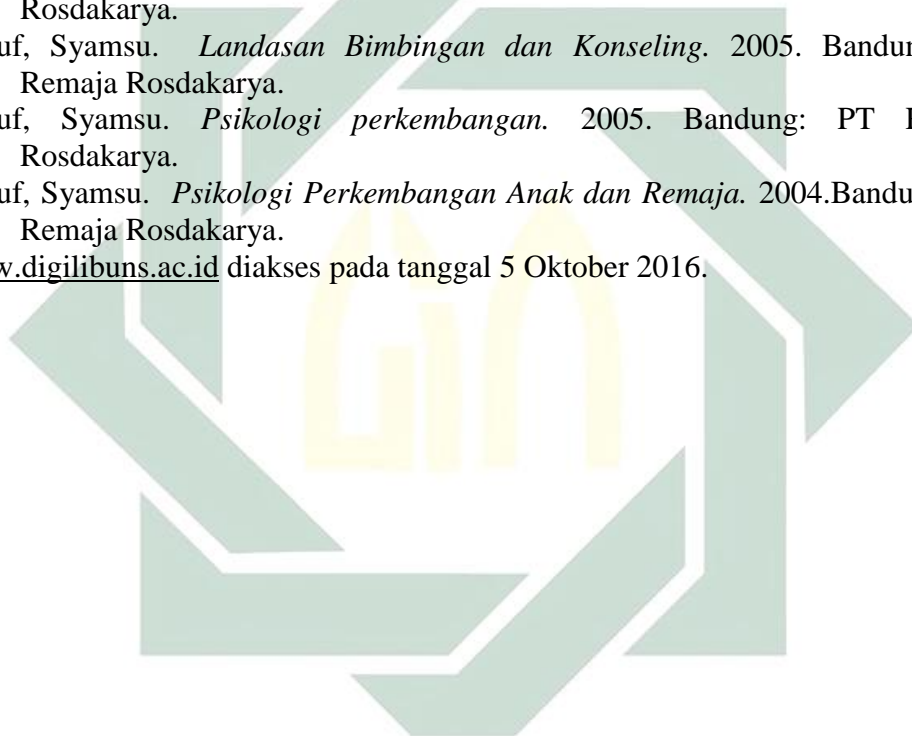 Rosdakarya.
uf, Syamsu. Landasan Bimbingan dan Konseling. 2005. Bandun
Remaja Rosdakarya.
uf, Syamsu. Psikologi perkembangan. 2005. Bandung: PT
Rosdakarya.
uf, Syamsu. Psikologi Perkembangan Anak dan Remaja. 2004.Bandu
Remaja Rosdakarya.
w.digilibuns.ac.id diakses pada tanggal 5 Oktober 2016.